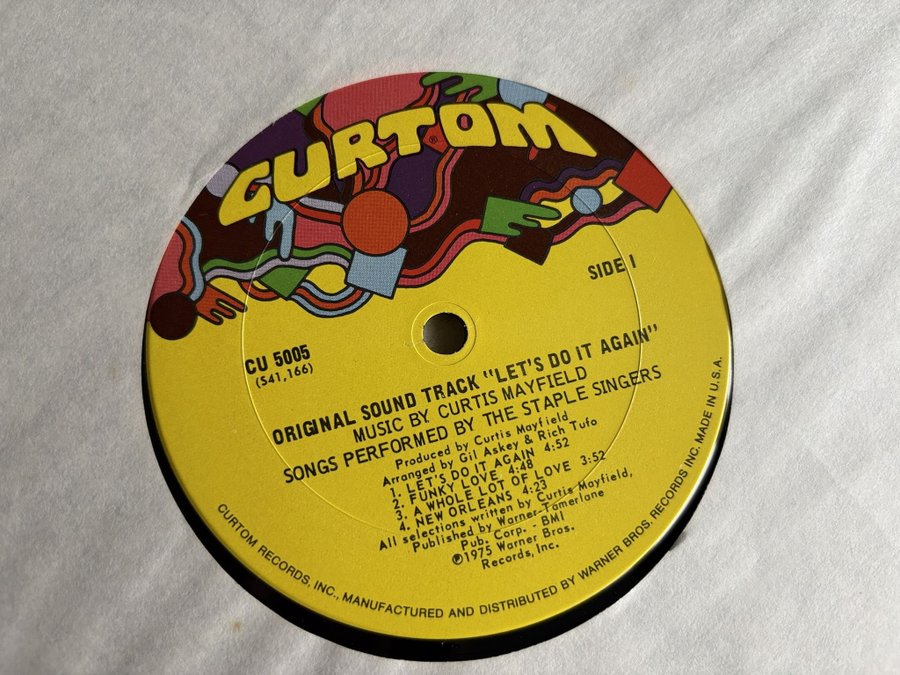 CURTOM ®
SIDE 1
CU 5005
(S41,166)
ORIGINAL SOUND TRACK "LET'S DO IT AGAIN"
MUSIC BY CURTIS MAYFIELD
SONGS PERFORMED BY THE STAPLE SINGERS
Produced by Curtis Mayfield
Arranged by Gil Askey & Rich Tufo
1. LET'S DO IT AGAIN 4:52
2. FUNKY LOVE 4:48
3. A WHOLE LOT OF LOVE 3:52
4. NEW ORLEANS 4:23
All selections written by Curtis Mayfield,
Published by Warner-Tamerlane
Pub. Corp. - BMI
℗1975 Warner Bros.
Records, Inc.
CURTOM RECORDS, INC., MANUFACTURED AND DISTRIBUTED BY WARNER BROS. RECORDS INC. MADE IN U.S.A.